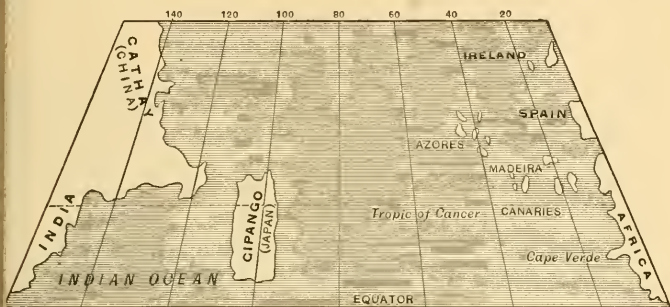 140 120 100 80 60 40 20
CATHAY
(CHINA)
IRELAND
SPAIN
AZORES
MADEIRA
INDIA
CIPANGO
(JAPAN)
Tropic of Cancer
CANARIES
AFRICA
Cape Verde
INDIAN OCEAN
EQUATOR